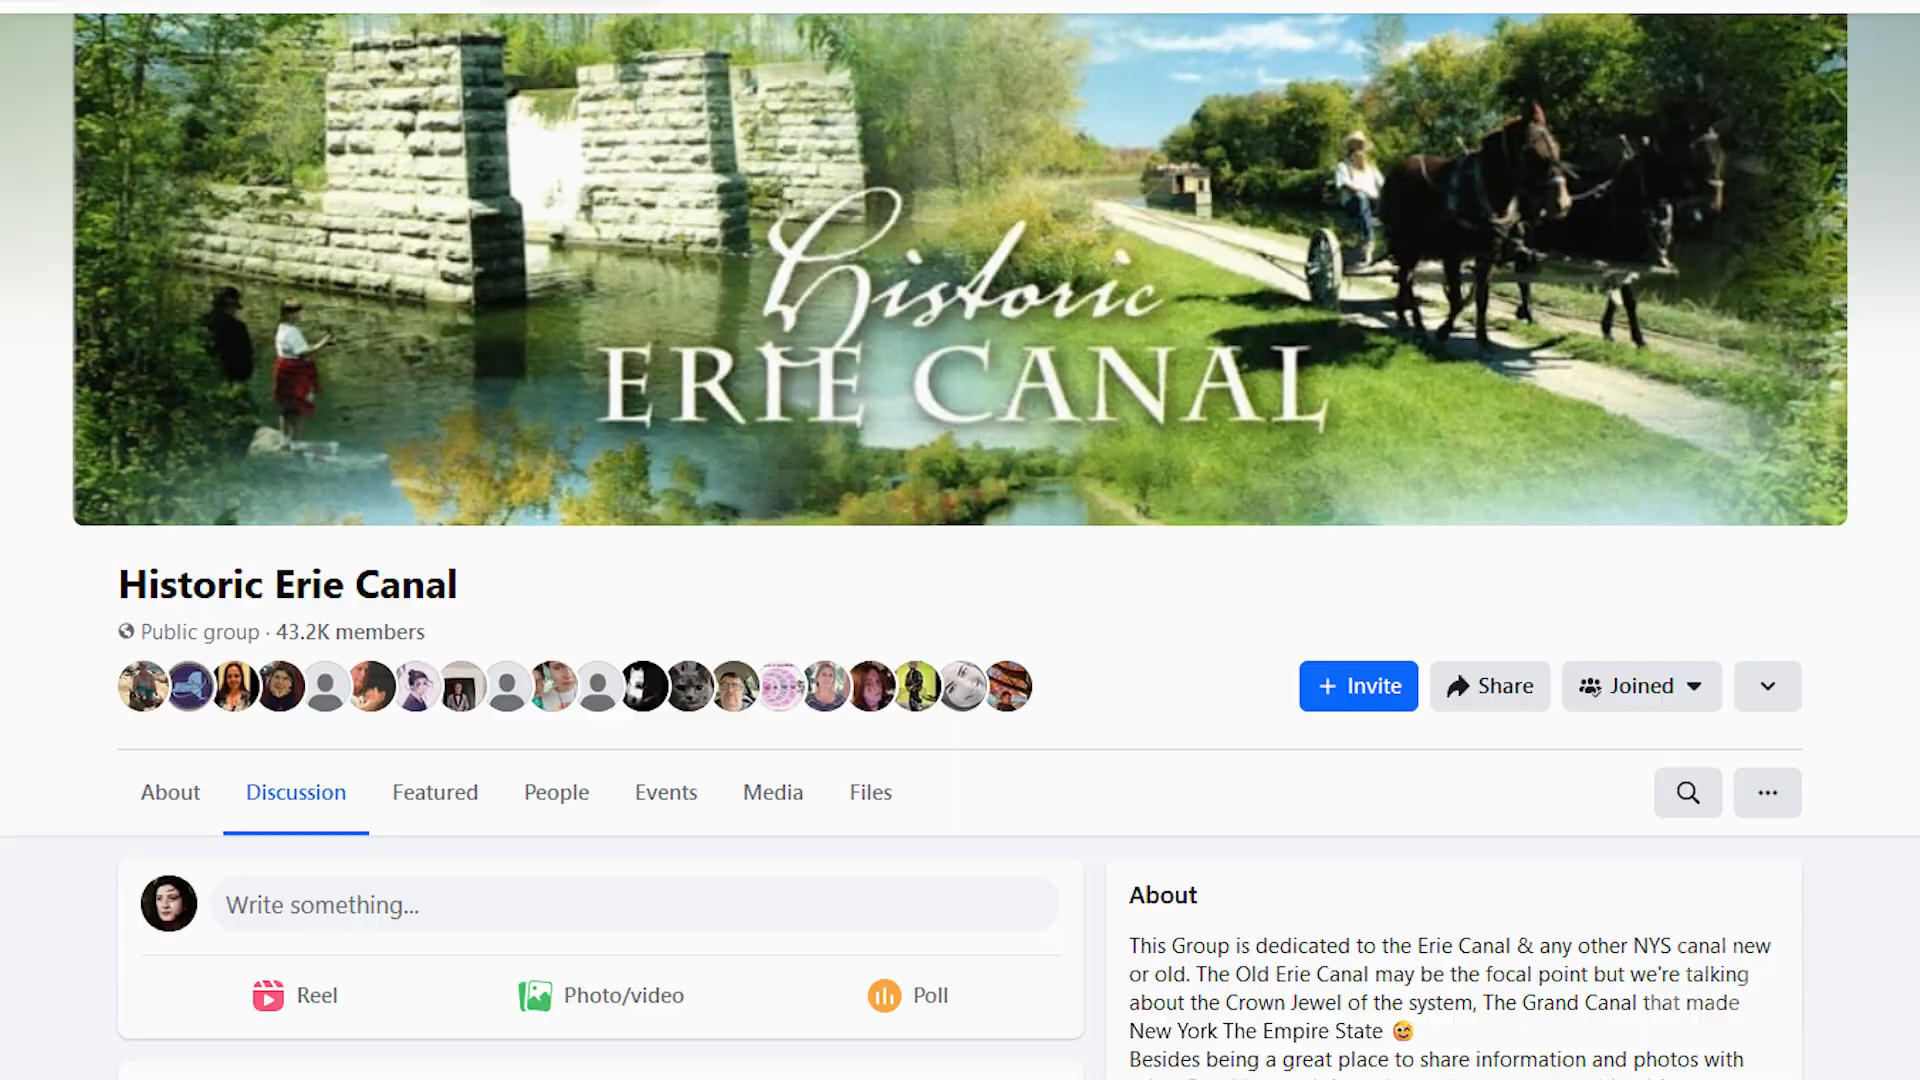 Historic
ERIE CANAL
Historic Erie Canal
Public group · 43.2K members
+ Invite
Share
Joined
About
Discussion
Featured
People
Events
Media
Files
Write something...
Reel
Photo/video
Poll
About
This Group is dedicated to the Erie Canal & any other NYS canal new
or old. The Old Erie Canal may be the focal point but we're talking
about the Crown Jewel of the system, The Grand Canal that made
New York The Empire State 😉
Besides being a great place to share information and photos with